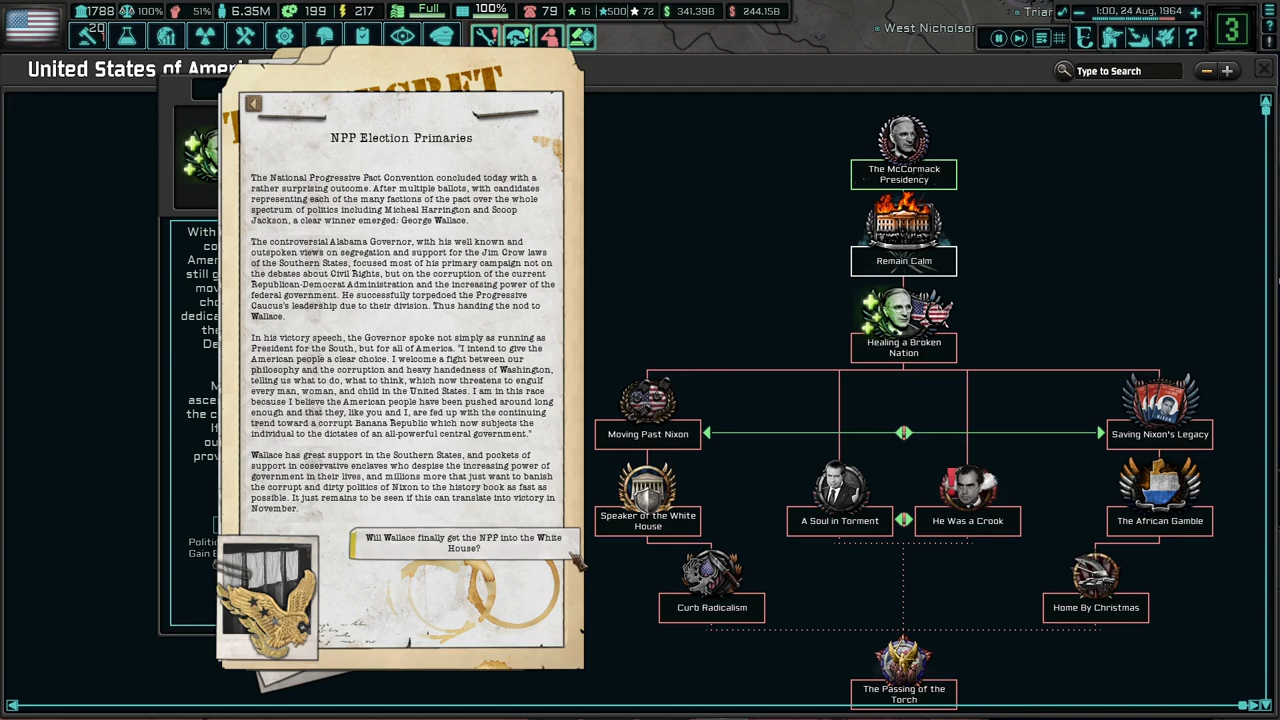 1788 100% 51% 6.35M 199 217 Full 100% 79 16 500 72 341.398 244.158
1:00, 24 Aug, 1964
20
3
West Nicholson
United States of Ameri
Type to Search
NPP Election Primaries
The National Progressive Pact Convention concluded today with a
rather surprising outcome. After multiple ballots, with candidates
representing each of the many factions of the pact over the whole
spectrum of politics including Micheal Harrington and Scoop
Jackson, a clear winner emerged: George Wallace.
The controversial Alabama Governor, with his well known and
outspoken views on segregation and support for the Jim Crow laws
of the Southern States, focused most of his primary campaign not on
the debates about Civil Rights, but on the corruption of the current
Republican-Democrat Administration and the increasing power of the
federal government. He successfully torpedoed the Progressive
Caucus's leadership due to their division. Thus handing the nod to
Wallace.
In his victory speech, the Governor spoke not simply as running as
President for the South, but for all of America. "I intend to give the
American people a clear choice. I welcome a fight between our
philosophy and the corruption and heavy handedness of Washington,
telling us what to do, what to think, which now threatens to engulf
every man, woman, and child in the United States. I am in this race
because I believe the American people have been pushed around long
enough and that they, like you and I, are fed up with the continuing
trend toward a corrupt Banana Republic which now subjects the
individual to the dictates of an all-powerful central government."
Wallace has great support in the Southern States, and pockets of
support in coservative enclaves who despise the increasing power of
government in their lives, and millions more that just want to banish
the corrupt and dirty politics of Nixon to the history book as fast as
possible. It just remains to be seen if this can translate into victory in
November.
Will Wallace finally get the NPP into the White
House?
The McCormack
Presidency
Remain Calm
Healing a Broken
Nation
Moving Past Nixon
Saving Nixon's Legacy
Speaker of the White
House
A Soul in Torment
He Was a Crook
The African Gamble
Curb Radicalism
Home By Christmas
The Passing of the
Torch